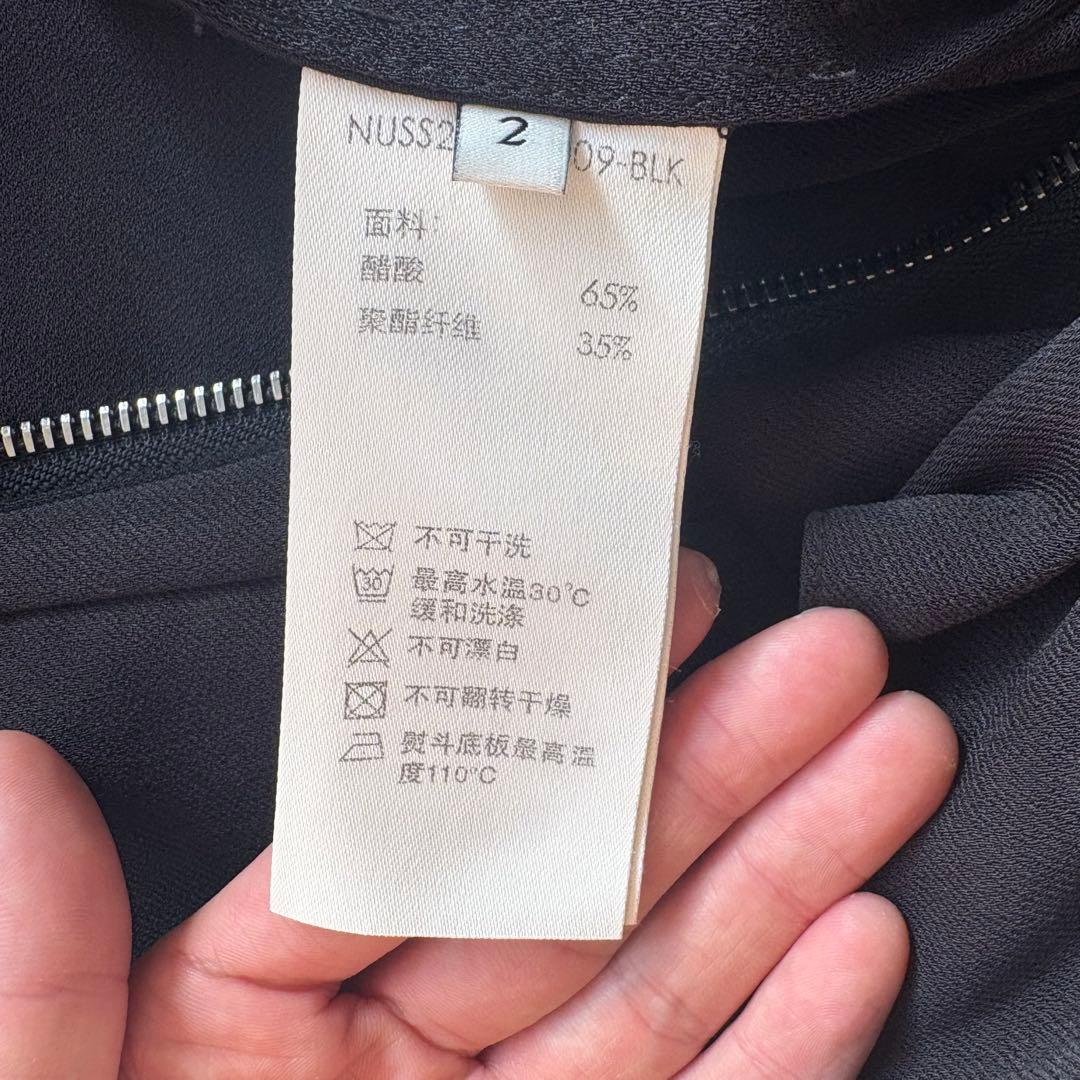 2
NUSS2 09-BLK
面料:
醋酸 65%
聚酯纤维 35%
不可干洗
30 最高水温30℃
缓和洗涤
不可漂白
不可翻转干燥
熨斗底板最高温
度110℃